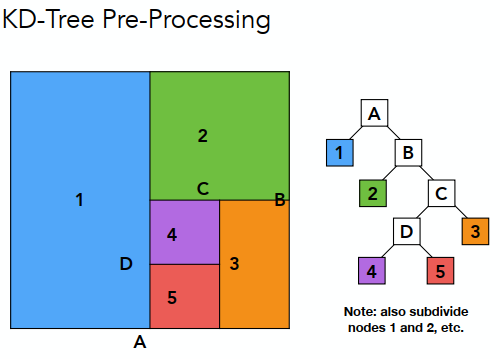 KD-Tree Pre-Processing
2
C
B
1
4
D
3
5
A
A
1
B
2
C
D
3
4
5
Note: also subdivide
nodes 1 and 2, etc.